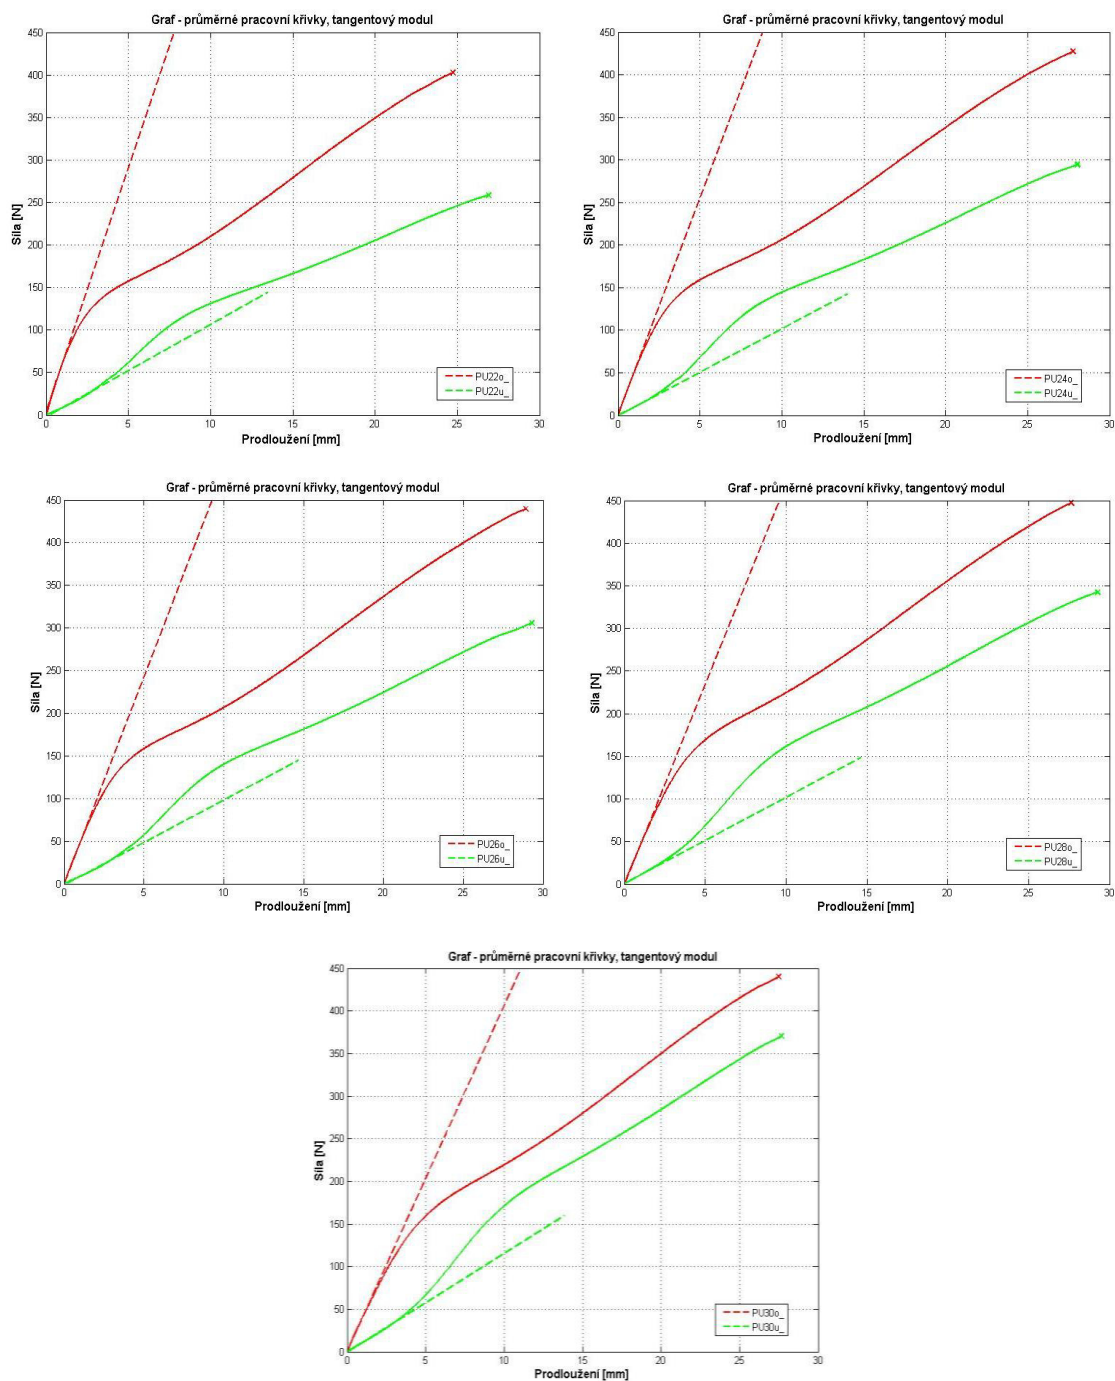 Graf - průměrné pracovní křivky, tangentový modul
450
400
350
300
250
200
150
100
50
0
Síla [N]
0 5 10 15 20 25 30
Prodloužení [mm]
PU22o_
PU22u_
Graf - průměrné pracovní křivky, tangentový modul
450
400
350
300
250
200
150
100
50
0
Síla [N]
0 5 10 15 20 25 30
Prodloužení [mm]
PU24o_
PU24u_
Graf - průměrné pracovní křivky, tangentový modul
450
400
350
300
250
200
150
100
50
0
Síla [N]
0 5 10 15 20 25 30
Prodloužení [mm]
PU26o_
PU26u_
Graf - průměrné pracovní křivky, tangentový modul
450
400
350
300
250
200
150
100
50
0
Síla [N]
0 5 10 15 20 25 30
Prodloužení [mm]
PU28o_
PU28u_
Graf - průměrné pracovní křivky, tangentový modul
450
400
350
300
250
200
150
100
50
0
Síla [N]
0 5 10 15 20 25 30
Prodloužení [mm]
PU30o_
PU30u_